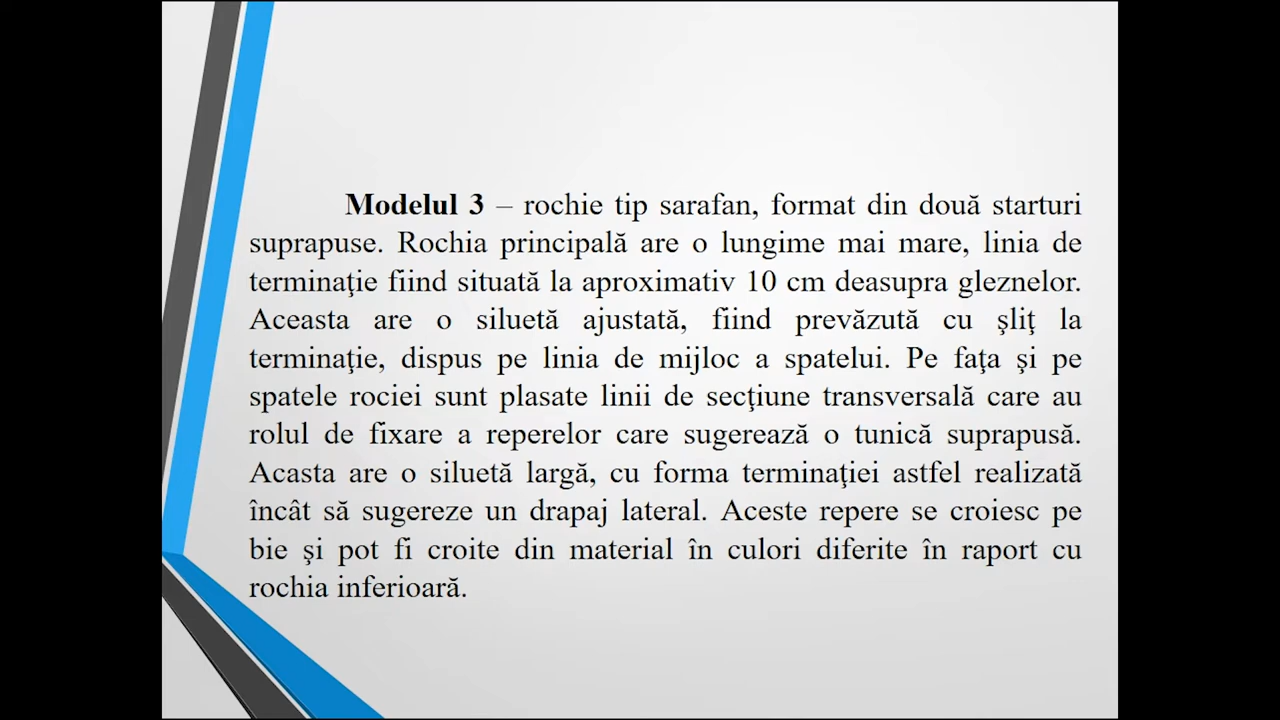 Modelul 3 – rochie tip sarafan, format din două starturi
suprapuse. Rochia principală are o lungime mai mare, linia de
terminaţie fiind situată la aproximativ 10 cm deasupra gleznelor.
Aceasta are o siluetă ajustată, fiind prevăzută cu şliţ la
terminaţie, dispus pe linia de mijloc a spatelui. Pe faţa şi pe
spatele rociei sunt plasate linii de secţiune transversală care au
rolul de fixare a reperelor care sugerează o tunică suprapusă.
Acasta are o siluetă largă, cu forma terminaţiei astfel realizată
încât să sugereze un drapaj lateral. Aceste repere se croiesc pe
bie şi pot fi croite din material în culori diferite în raport cu
rochia inferioară.